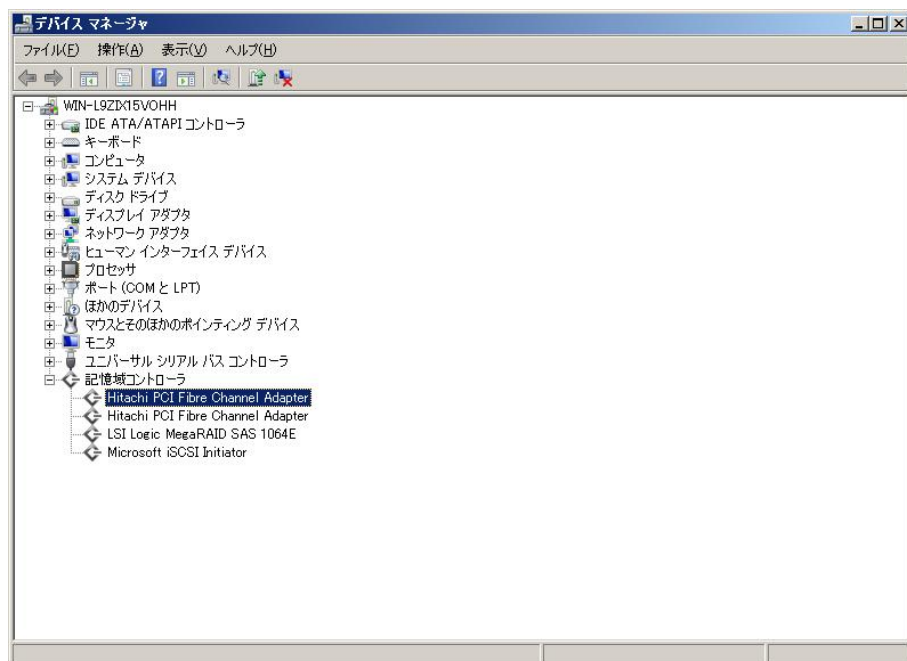 デバイス マネージャ
ファイル(F) 操作(A) 表示(V) ヘルプ(H)
WIN-L9ZIX15VOHH
IDE ATA/ATAPI コントローラ
キーボード
コンピュータ
システム デバイス
ディスク ドライブ
ディスプレイ アダプタ
ネットワーク アダプタ
ヒューマン インターフェイス デバイス
プロセッサ
ポート (COM と LPT)
ほかのデバイス
マウスとそのほかのポインティング デバイス
モニタ
ユニバーサル シリアル バス コントローラ
記憶域コントローラ
Hitachi PCI Fibre Channel Adapter
Hitachi PCI Fibre Channel Adapter
LSI Logic MegaRAID SAS 1064E
Microsoft iSCSI Initiator